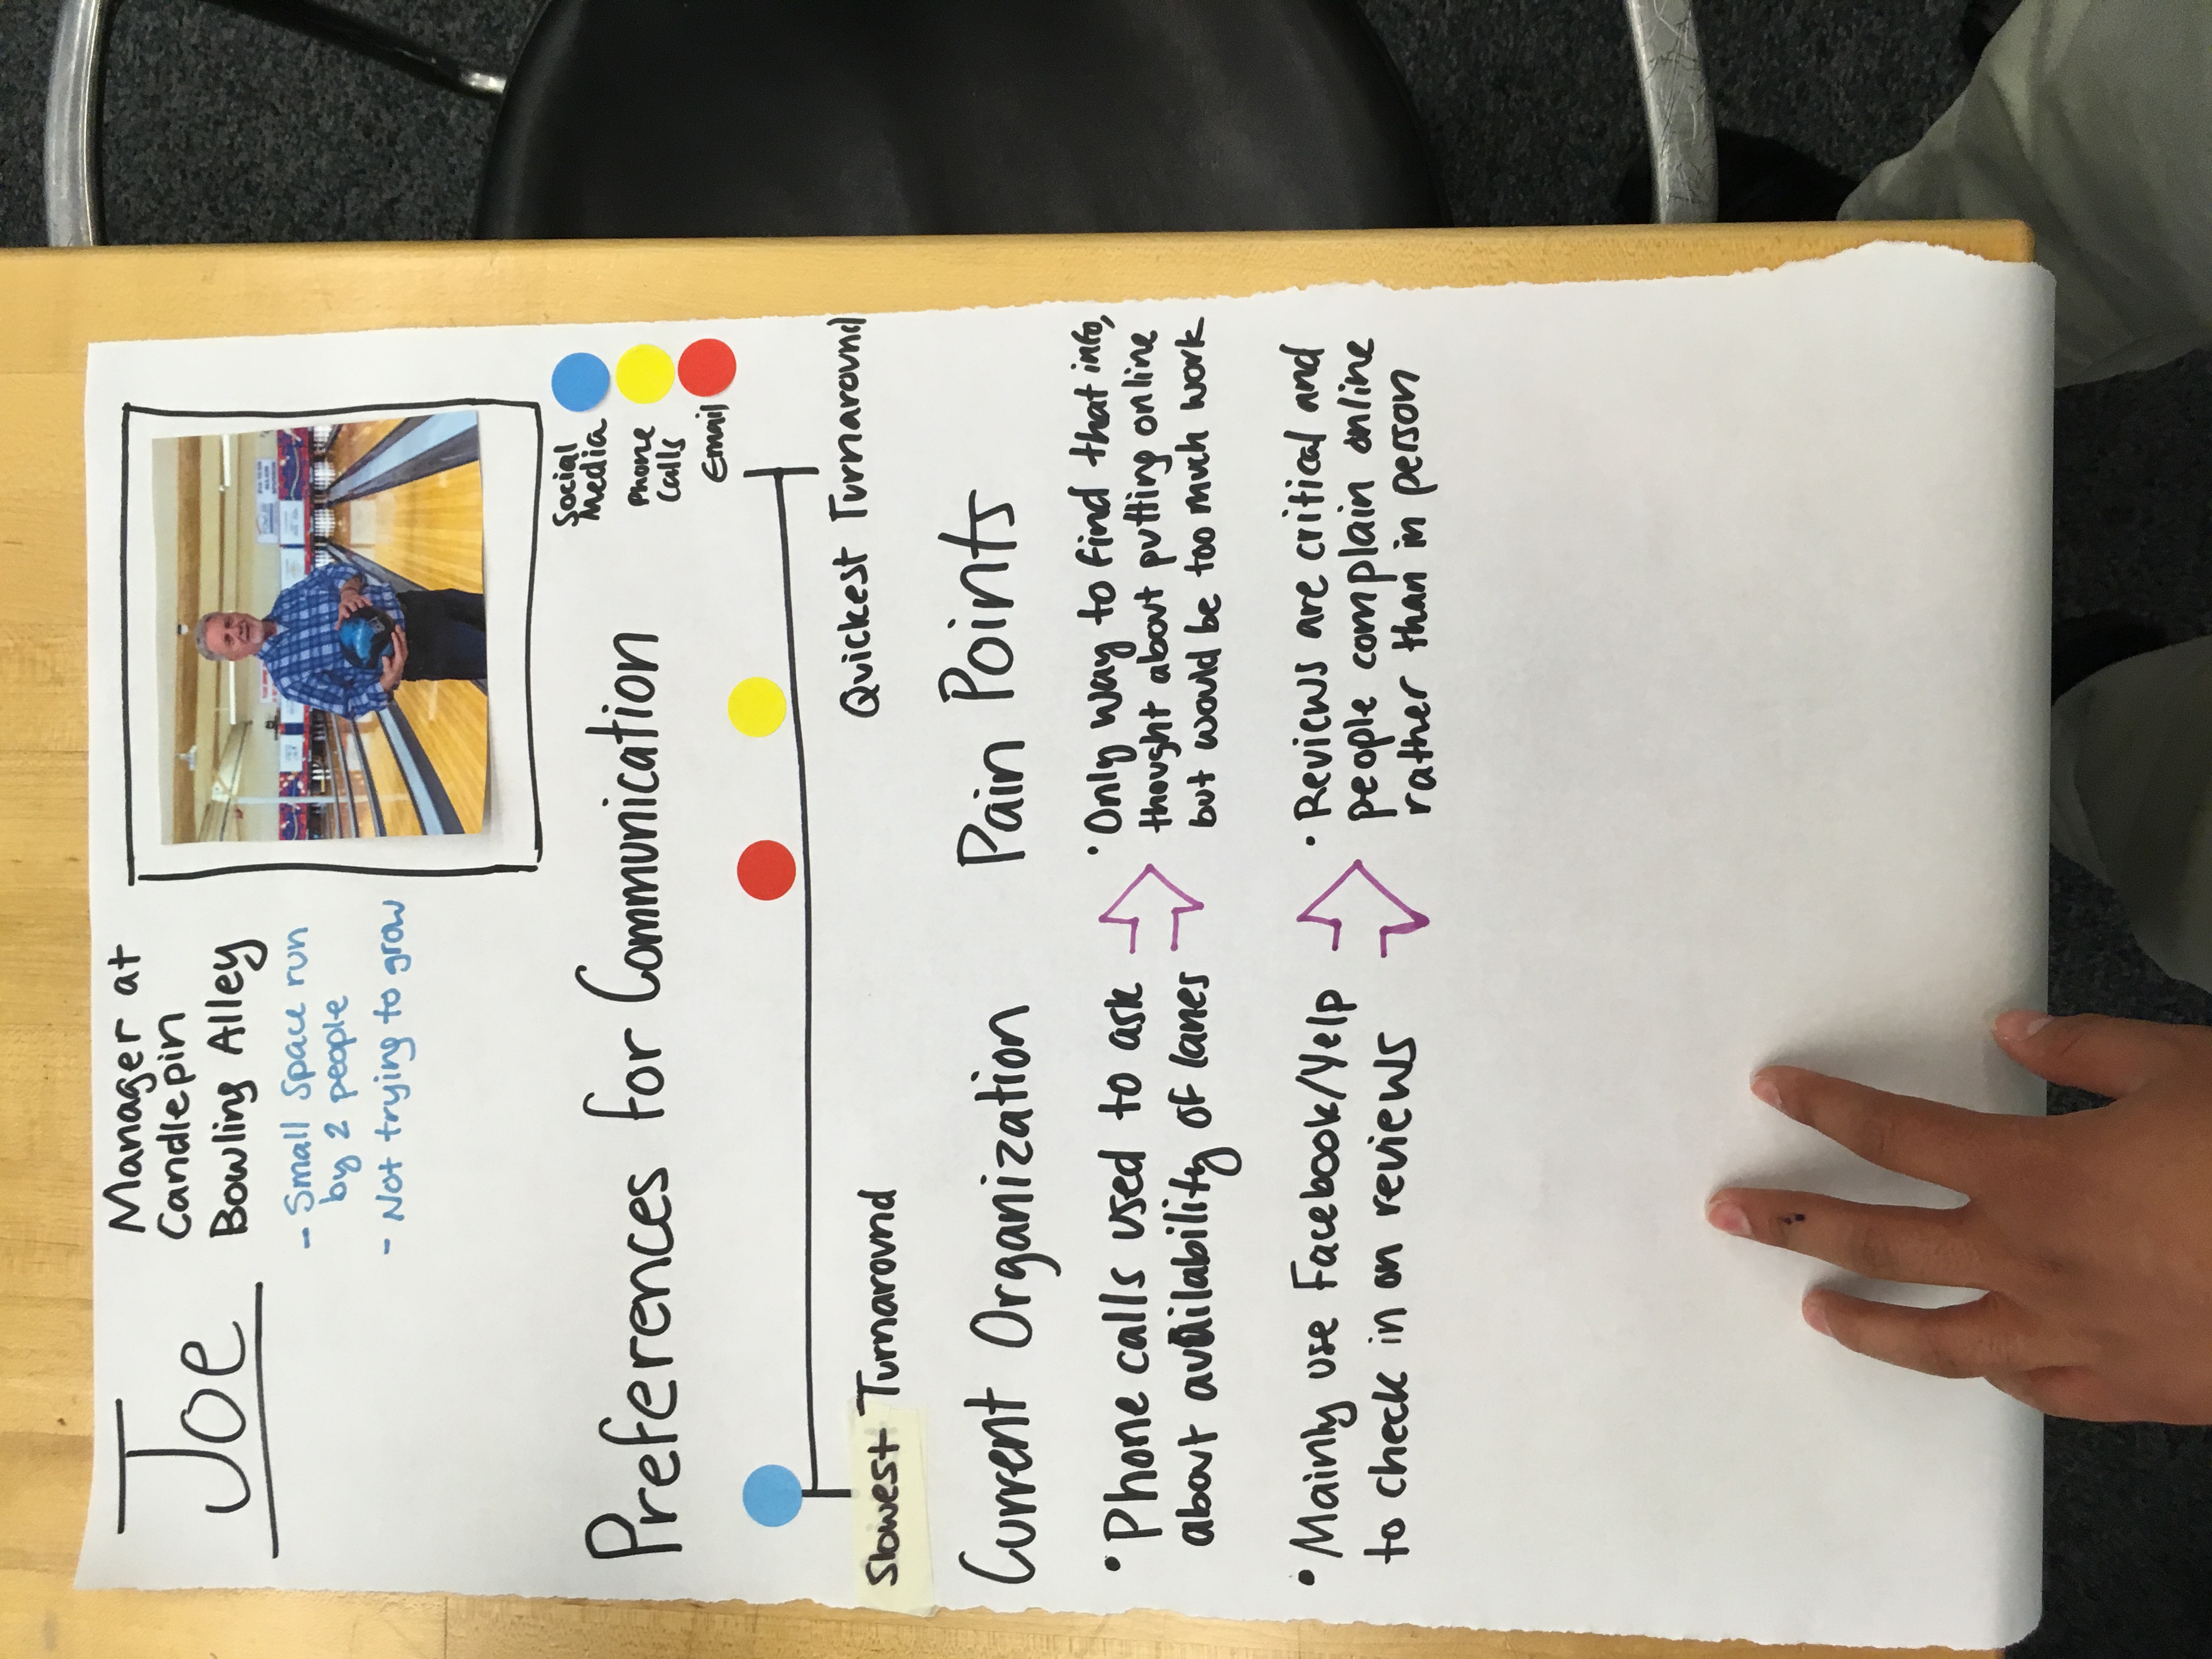 Joe
Manager at
Candlepin
Bowling Alley
- Small space run
by 2 people
- Not trying to grow
Social
Media
Phone
Calls
Email
Preferences for Communication
Slowest Turnaround
Quickest Turnaround
Current Organization
• Phone calls used to ask
about availability of lanes
• Mainly use Facebook/Yelp
to check in on reviews
Pain Points
• Only way to find that info,
thought about putting online
but would be too much work
• Reviews are critical and
people complain online
rather than in person